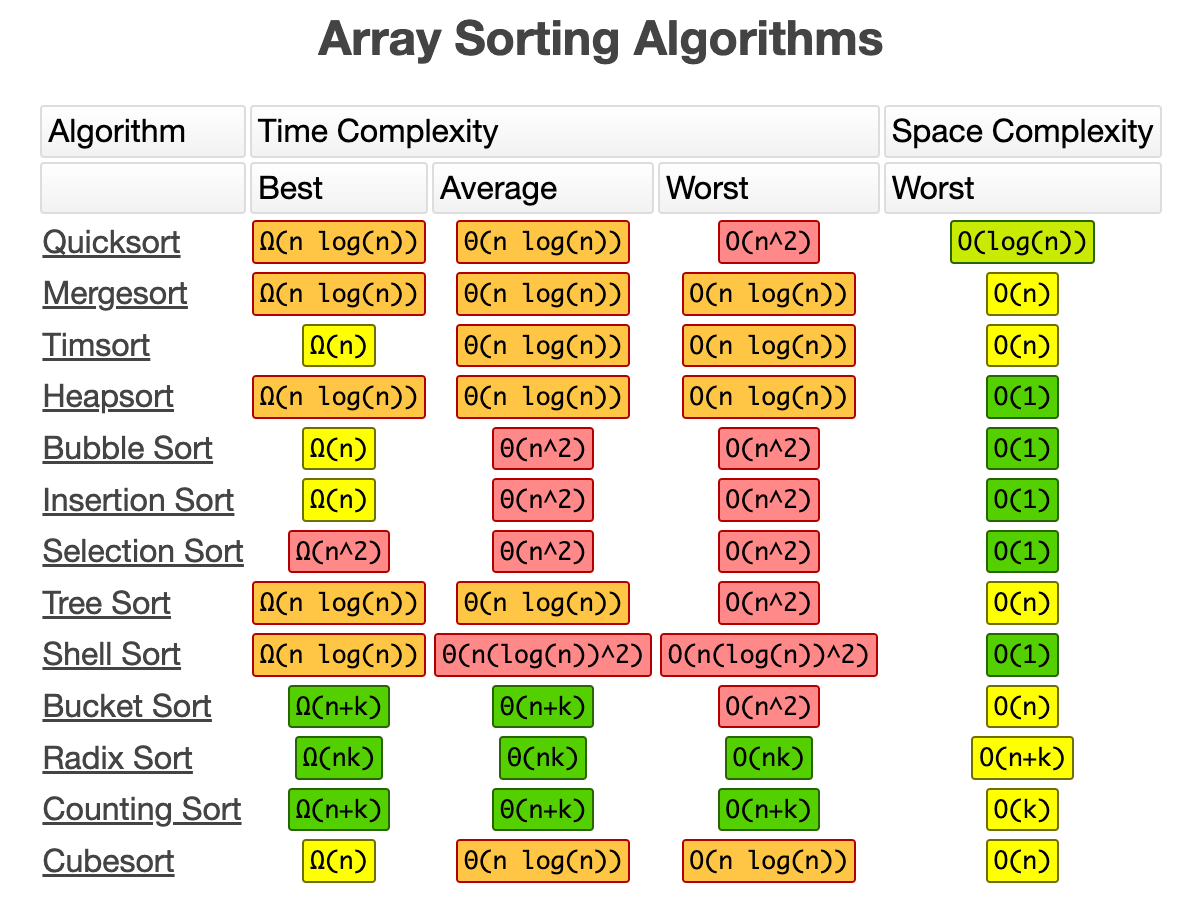 Array Sorting Algorithms
Algorithm Time Complexity Space Complexity
Best Average Worst Worst
Quicksort Ω(n log(n)) Θ(n log(n)) O(n^2) O(log(n))
Mergesort Ω(n log(n)) Θ(n log(n)) O(n log(n)) O(n)
Timsort Ω(n) Θ(n log(n)) O(n log(n)) O(n)
Heapsort Ω(n log(n)) Θ(n log(n)) O(n log(n)) O(1)
Bubble Sort Ω(n) Θ(n^2) O(n^2) O(1)
Insertion Sort Ω(n) Θ(n^2) O(n^2) O(1)
Selection Sort Ω(n^2) Θ(n^2) O(n^2) O(1)
Tree Sort Ω(n log(n)) Θ(n log(n)) O(n^2) O(n)
Shell Sort Ω(n log(n)) Θ(n(log(n))^2) O(n(log(n))^2) O(1)
Bucket Sort Ω(n+k) Θ(n+k) O(n^2) O(n)
Radix Sort Ω(nk) Θ(nk) O(nk) O(n+k)
Counting Sort Ω(n+k) Θ(n+k) O(n+k) O(k)
Cubesort Ω(n) Θ(n log(n)) O(n log(n)) O(n)